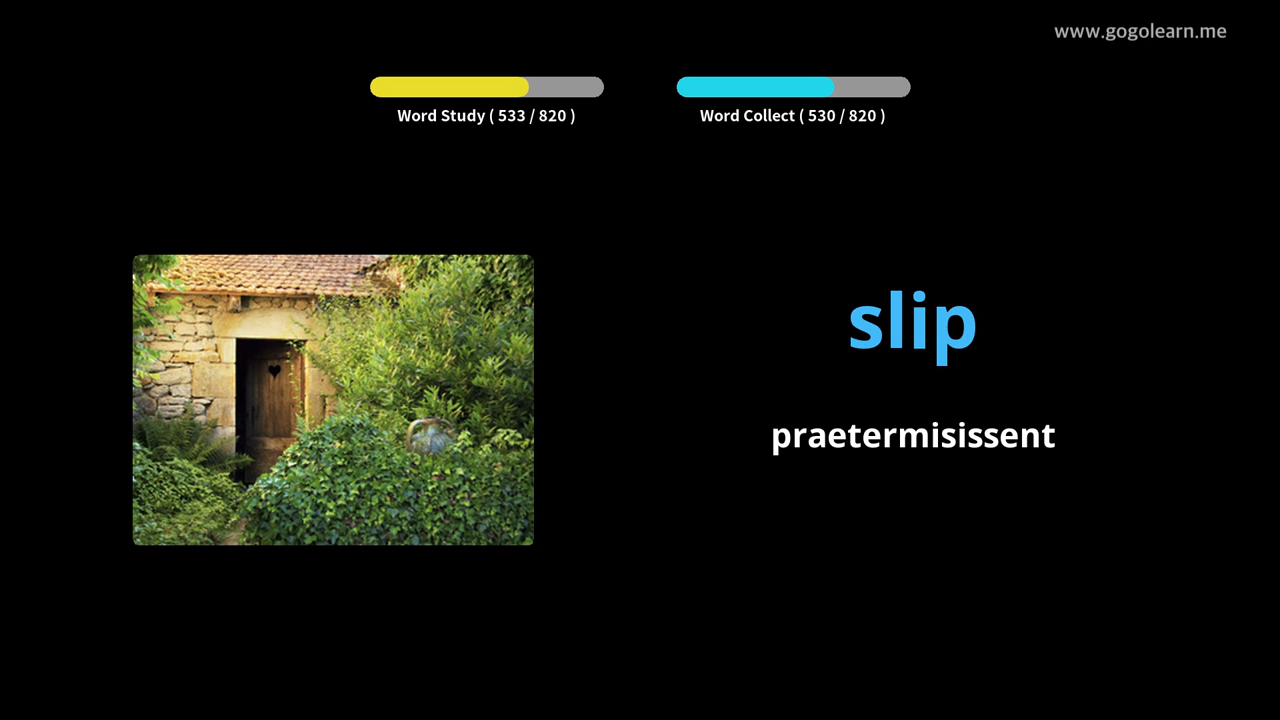 www.gogolearn.me
Word Study ( 533 / 820 )
Word Collect ( 530 / 820 )
slip
praetermisissent